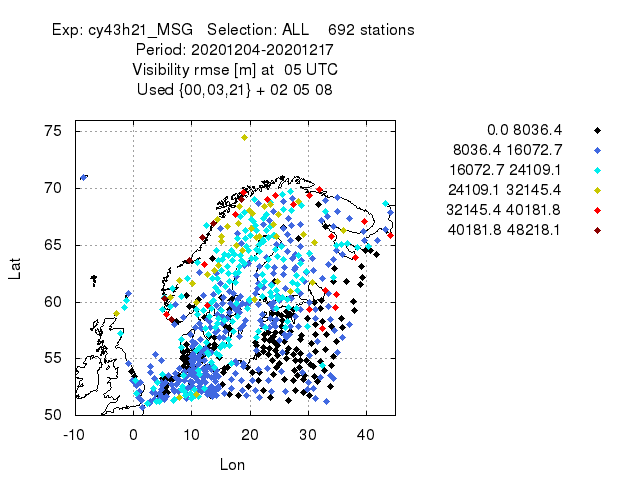 Exp: cy43h21_MSG   Selection: ALL    692 stations
Period: 20201204-20201217
Visibility rmse [m] at  05 UTC
Used {00,03,21} + 02 05 08
0.0 8036.4
8036.4 16072.7
16072.7 24109.1
24109.1 32145.4
32145.4 40181.8
40181.8 48218.1
75
70
65
60
55
50
Lat
-10 0 10 20 30 40
Lon